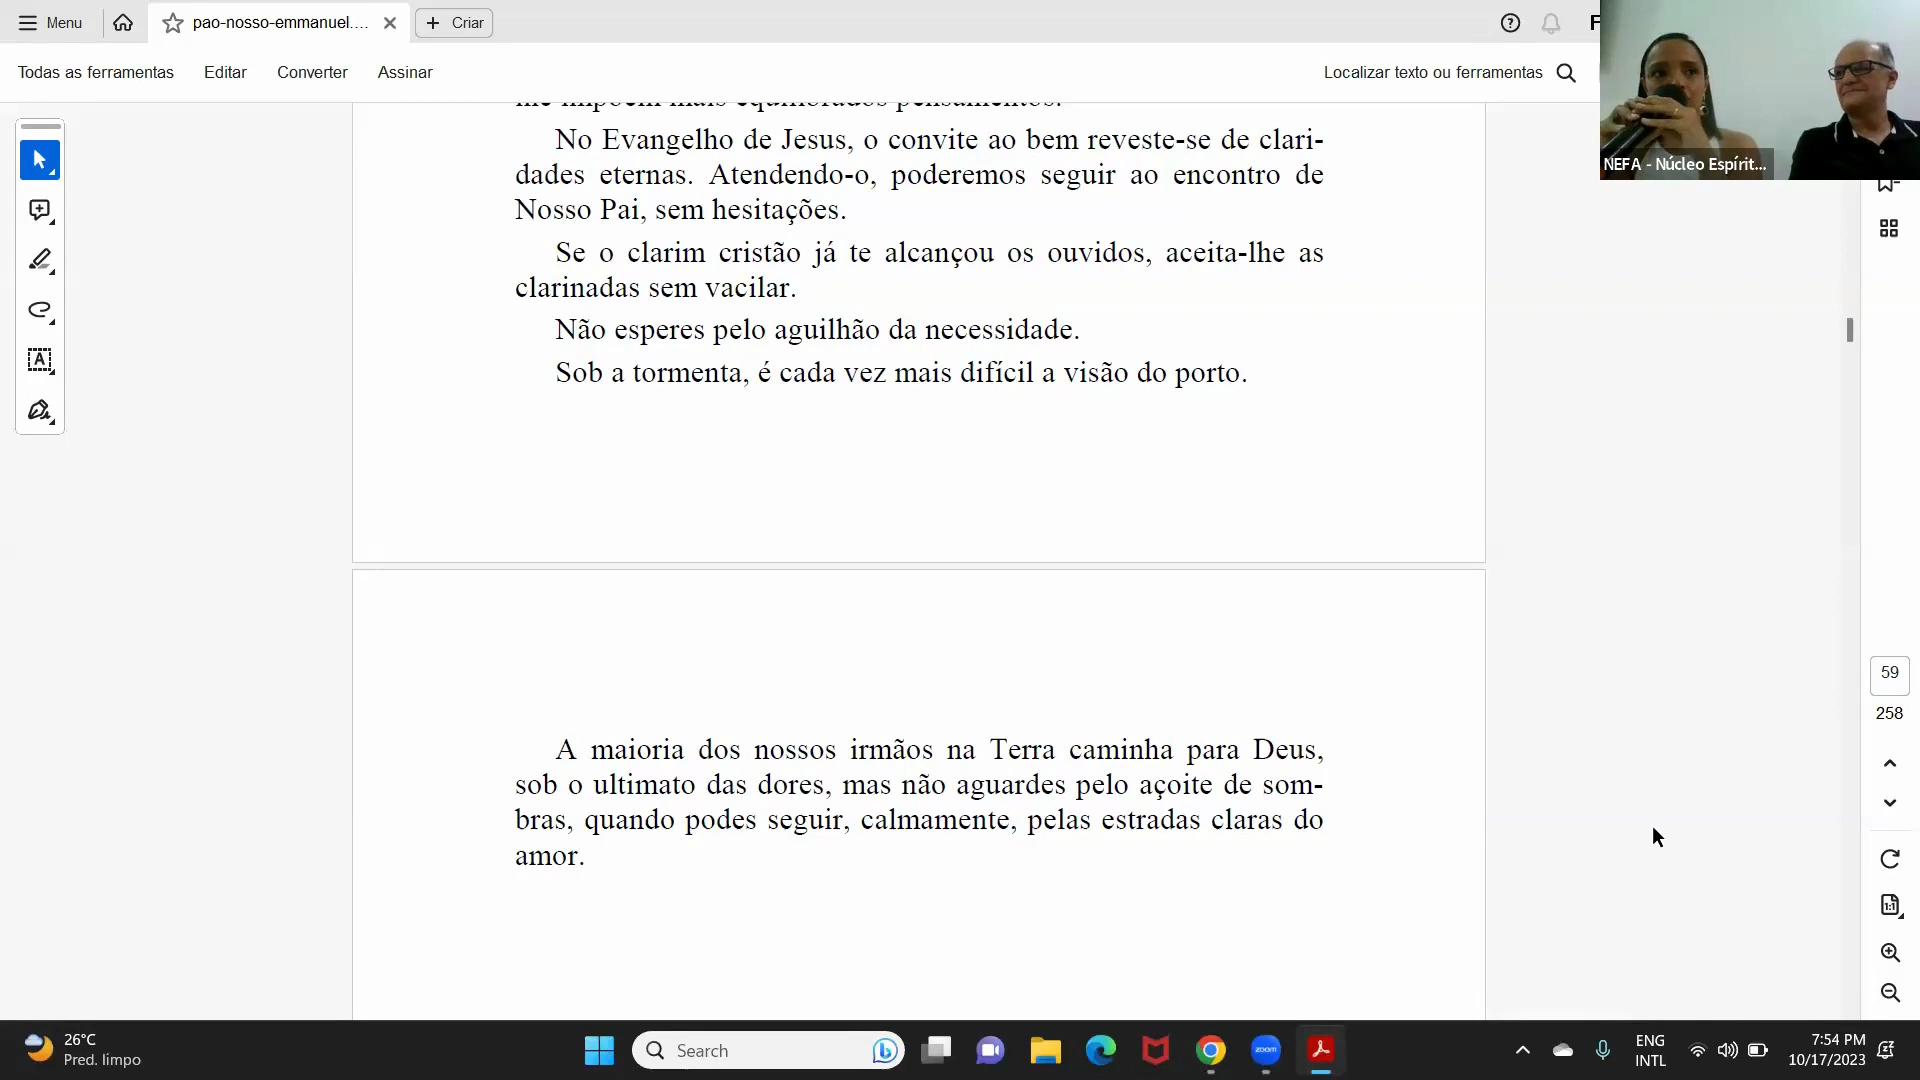 Menu
pao-nosso-emmanuel....
Criar
Todas as ferramentas
Editar
Converter
Assinar
Localizar texto ou ferramentas
NEFA - Núcleo Espírit...
me impõem mais equilibrados pensamentos.
No Evangelho de Jesus, o convite ao bem reveste-se de clari-
dades eternas. Atendendo-o, poderemos seguir ao encontro de
Nosso Pai, sem hesitações.
Se o clarim cristão já te alcançou os ouvidos, aceita-lhe as
clarinadas sem vacilar.
Não esperes pelo aguilhão da necessidade.
Sob a tormenta, é cada vez mais difícil a visão do porto.
A maioria dos nossos irmãos na Terra caminha para Deus,
sob o ultimato das dores, mas não aguardes pelo açoite de som-
bras, quando podes seguir, calmamente, pelas estradas claras do
amor.
59
258
26°C
Pred. limpo
Search
zoom
ENG
INTL
7:54 PM
10/17/2023